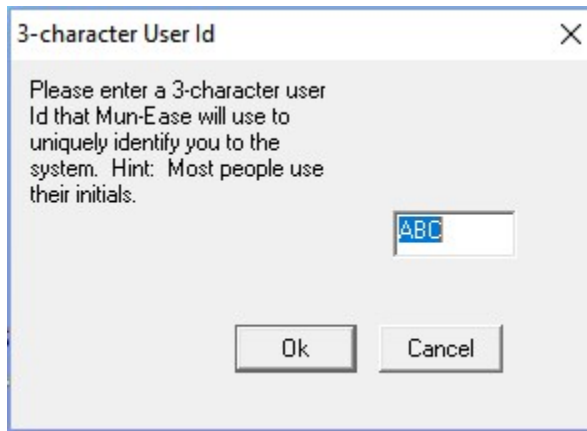 3-character User Id
Please enter a 3-character user
Id that Mun-Ease will use to
uniquely identify you to the
system.  Hint:  Most people use
their initials.
ABC
Ok
Cancel